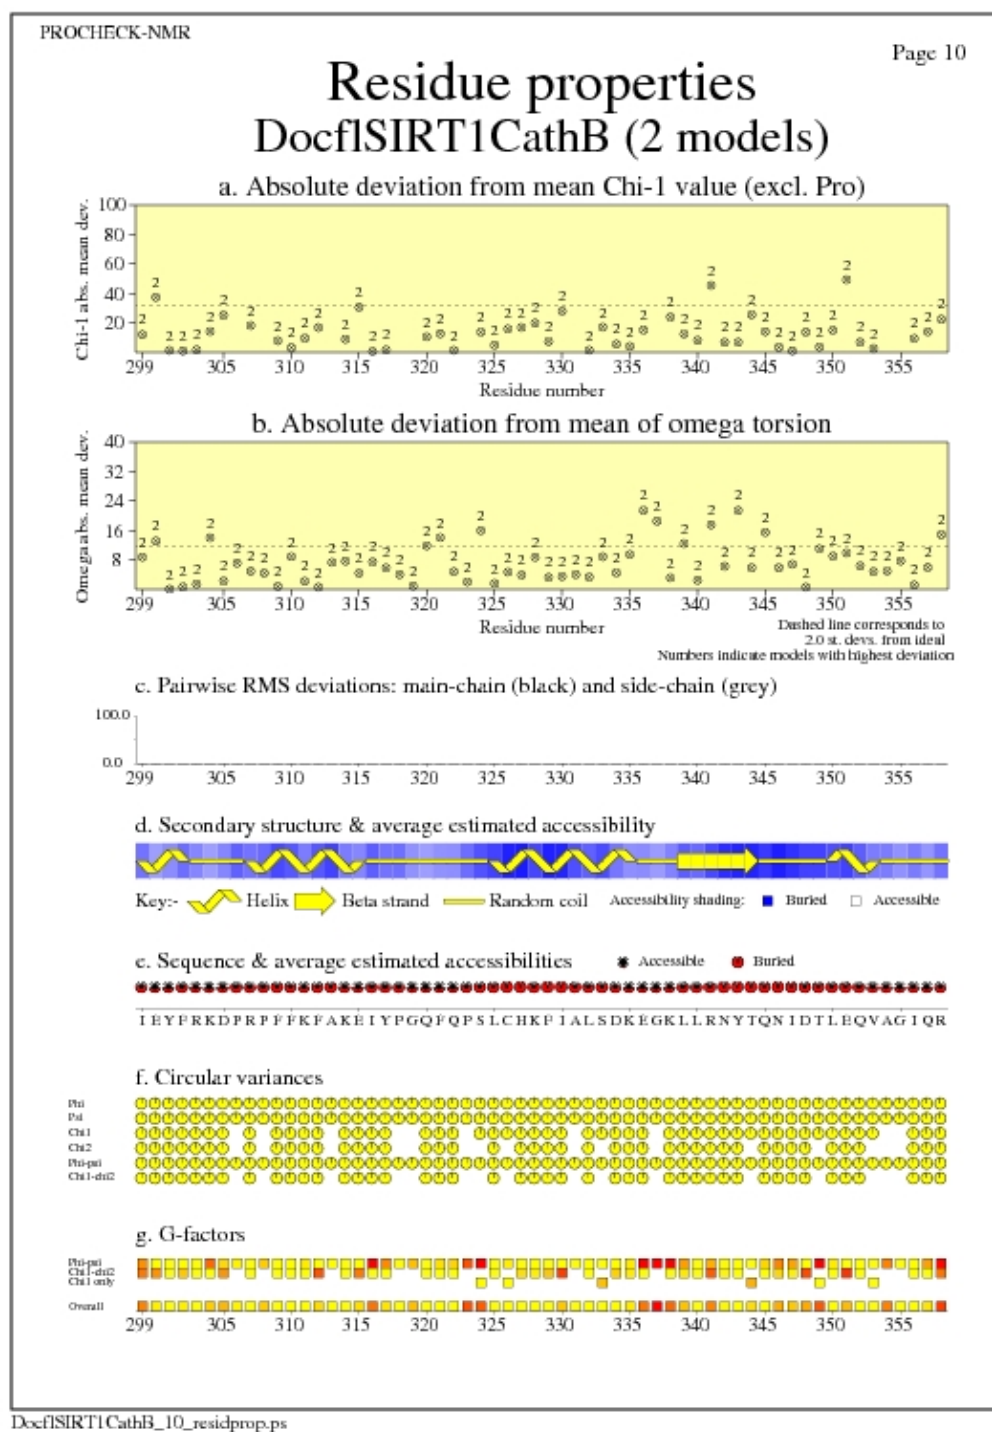 PROCHECK-NMR
Page 10
Residue properties
DocflSIRT1CathB (2 models)
a. Absolute deviation from mean Chi-1 value (excl. Pro)
Chi-1 abs. mean dev.
100
80
60
40
20
299 305 310 315 320 325 330 335 340 345 350 355
Residue number
b. Absolute deviation from mean of omega torsion
Omega abs. mean dev.
40
32
24
16
8
299 305 310 315 320 325 330 335 340 345 350 355
Residue number
Dashed line corresponds to
2.0 st. devs. from ideal
Numbers indicate models with highest deviation
c. Pairwise RMS deviations: main-chain (black) and side-chain (grey)
100.0
0.0
299 305 310 315 320 325 330 335 340 345 350 355
d. Secondary structure & average estimated accessibility
Key:- Helix Beta strand Random coil Accessibility shading: Buried Accessible
e. Sequence & average estimated accessibilities Accessible Buried
I E Y F R K D P R P F F K F A K E I Y P G Q F Q P S L C H K F I A L S D K E G K L L R N Y T Q N I D T L E Q V A G I Q R
f. Circular variances
Phi
Psi
Chi1
Chi2
Phi-psi
Chi1-chi2
g. G-factors
Phi-psi
Chi1-chi2
Chi1 only
Overall
299 305 310 315 320 325 330 335 340 345 350 355
DocflSIRT1CathB_10_residprop.ps